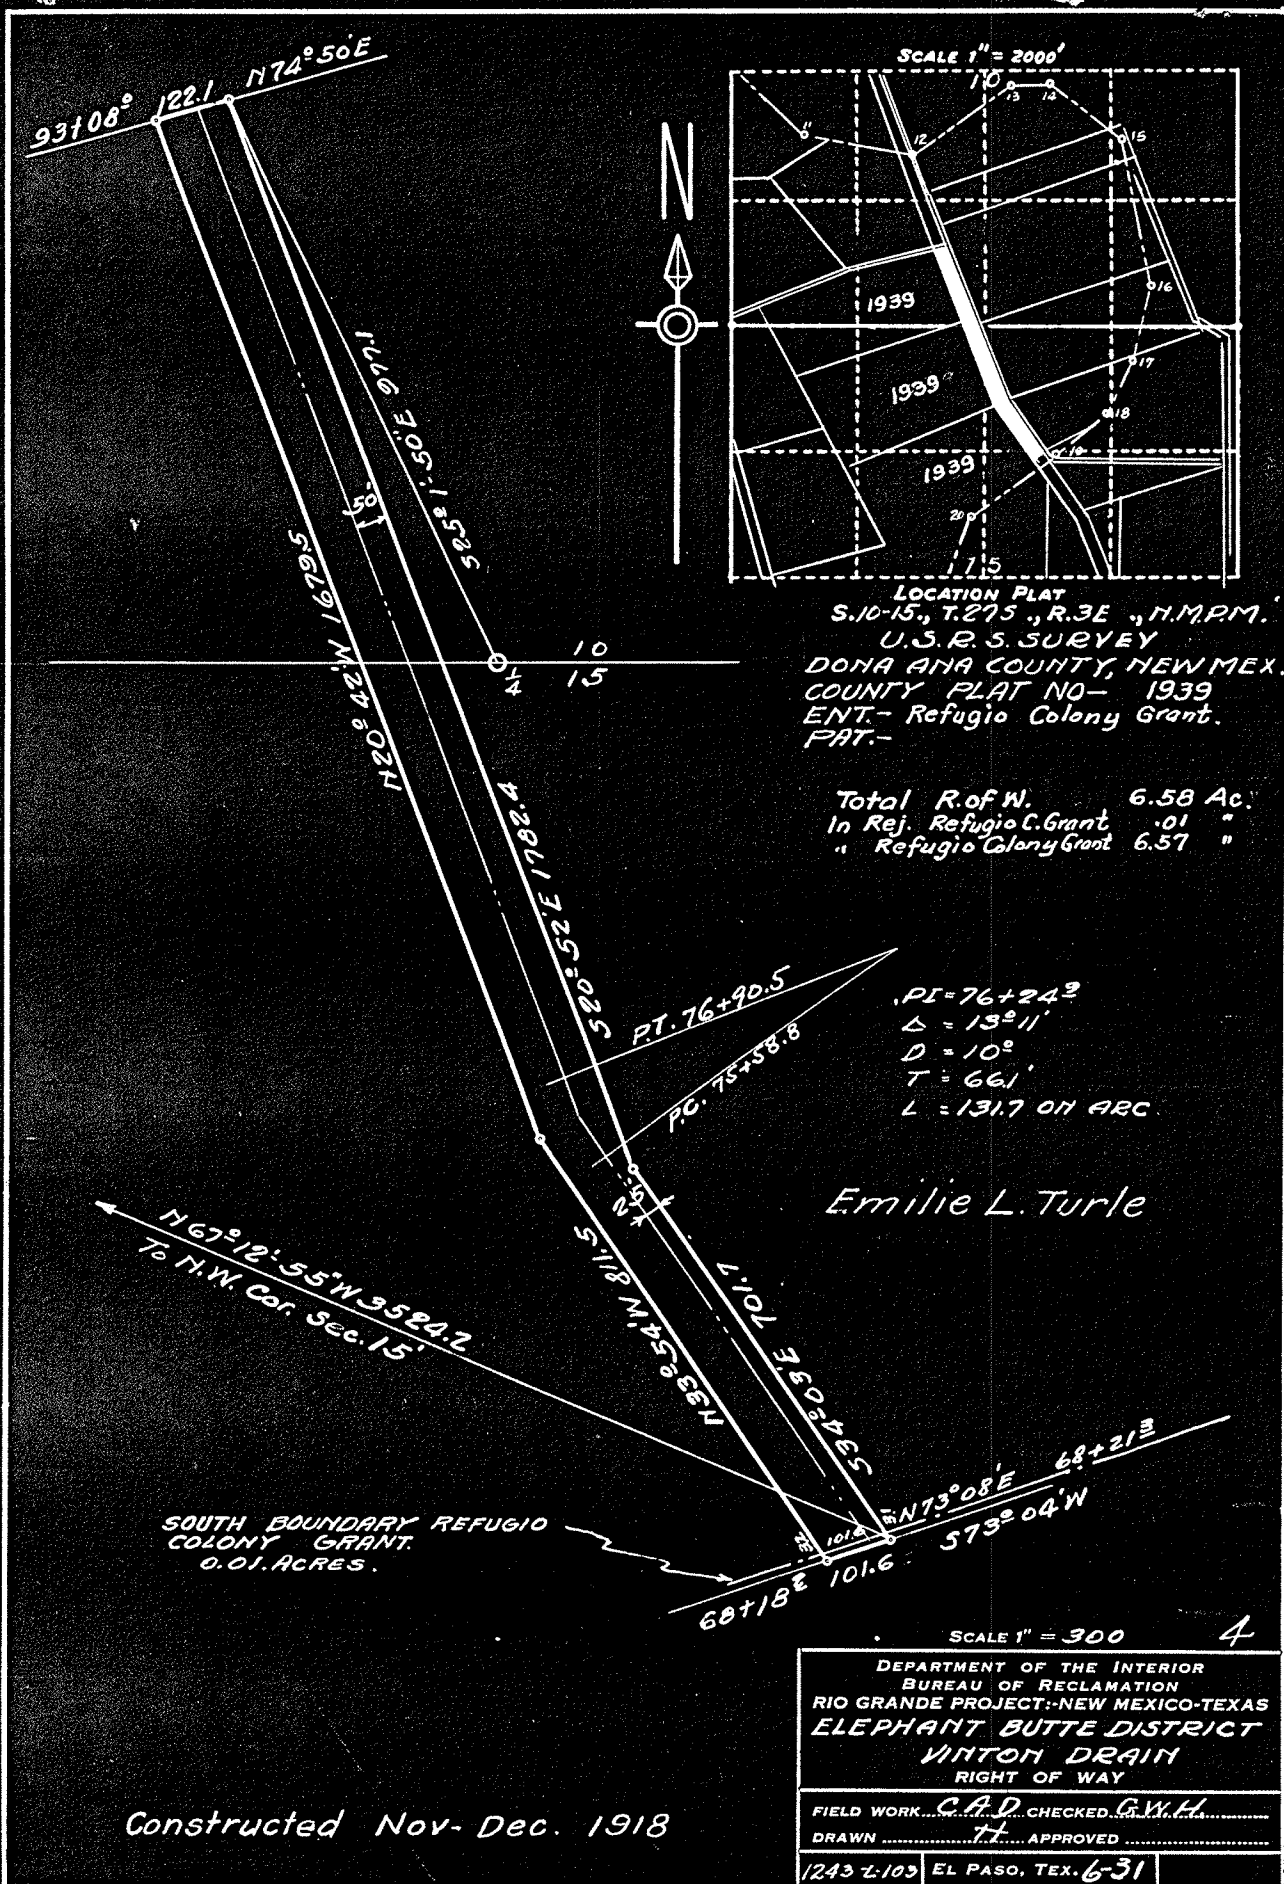 SCALE 1" = 2000'
10
11
12
13
14
15
16
17
18
19
20
1939
1939
1939
15
N
LOCATION PLAT
S.10-15., T.27S., R.3E ., N.M.P.M.
U.S.R.S. SURVEY
DONA ANA COUNTY, NEW MEX.
COUNTY PLAT NO- 1939
ENT.- Refugio Colony Grant.
PAT.-
Total R. of W. 6.58 Ac.
In Rej. Refugio C. Grant .01 "
" Refugio Colony Grant 6.57 "
93+08⁰
122.1
N74°50'E
S25°1'-50"E 977.1
50'
N20°42'W 1679.5
10
15
1/4
S20°52'E 1782.4
P.T. 76+90.5
P.C. 75+58.8
PI=76+24⁹
Δ = 13°11'
D = 10°
T = 66.1'
L = 131.7 ON ARC.
Emilie L. Turle
25'
N67°12'-55"W 3524.2
To N.W. Cor. Sec. 15
N33°54'W 811.5
S34°03'E 701.7
SOUTH BOUNDARY REFUGIO
COLONY GRANT.
0.01. ACRES.
N73°08'E 68+21³
S73°04'W
101.6
68+18² 101.6
SCALE 1" = 300 4
DEPARTMENT OF THE INTERIOR
BUREAU OF RECLAMATION
RIO GRANDE PROJECT:-NEW MEXICO-TEXAS
ELEPHANT BUTTE DISTRICT
VINTON DRAIN
RIGHT OF WAY
FIELD WORK C.A.D. CHECKED G.W.H.
DRAWN H APPROVED
1243 L-103 EL PASO, TEX. 6-31
Constructed Nov-Dec. 1918